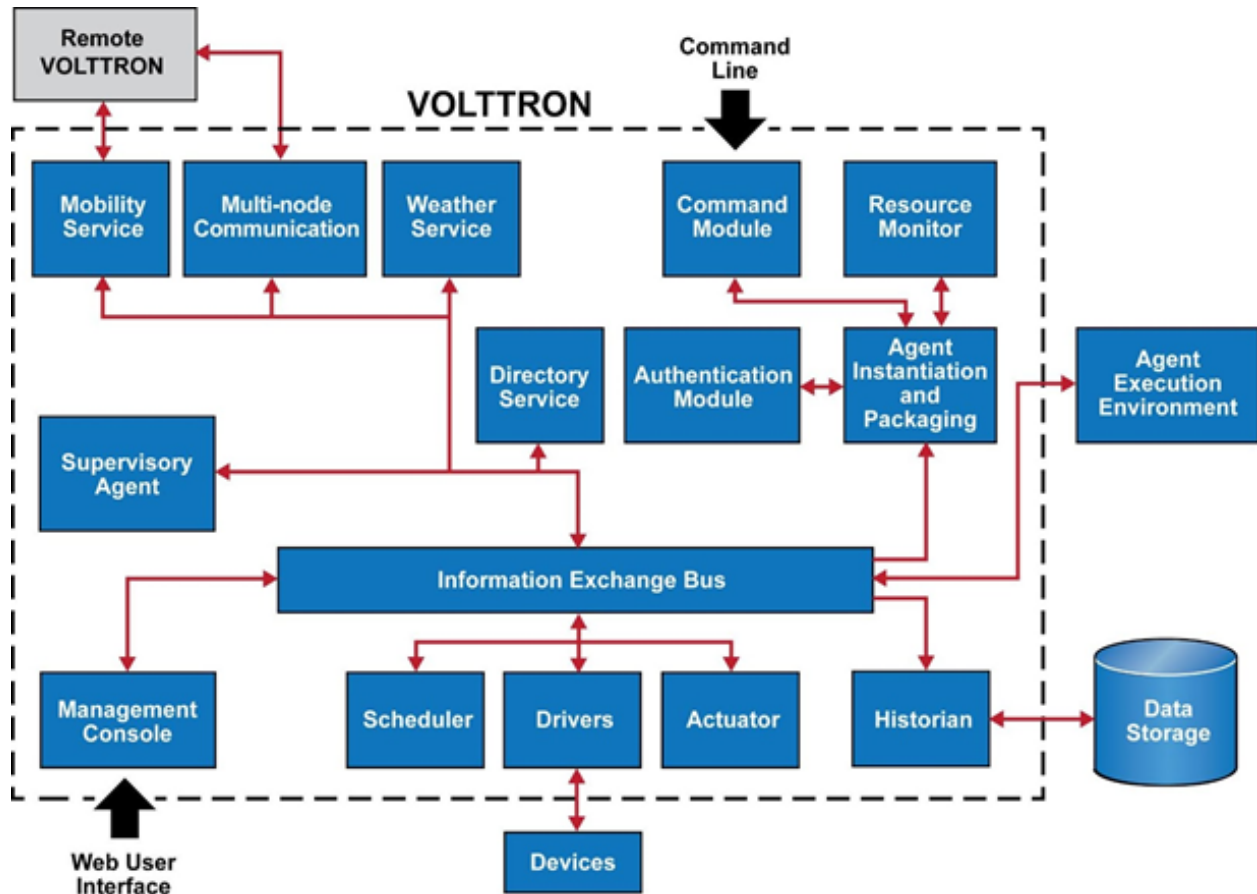 Remote
VOLTTRON
Command
Line
VOLTTRON
Mobility
Service
Multi-node
Communication
Weather
Service
Command
Module
Resource
Monitor
Directory
Service
Authentication
Module
Agent
Instantiation
and
Packaging
Agent
Execution
Environment
Supervisory
Agent
Information Exchange Bus
Management
Console
Scheduler
Drivers
Actuator
Historian
Data
Storage
Web User
Interface
Devices